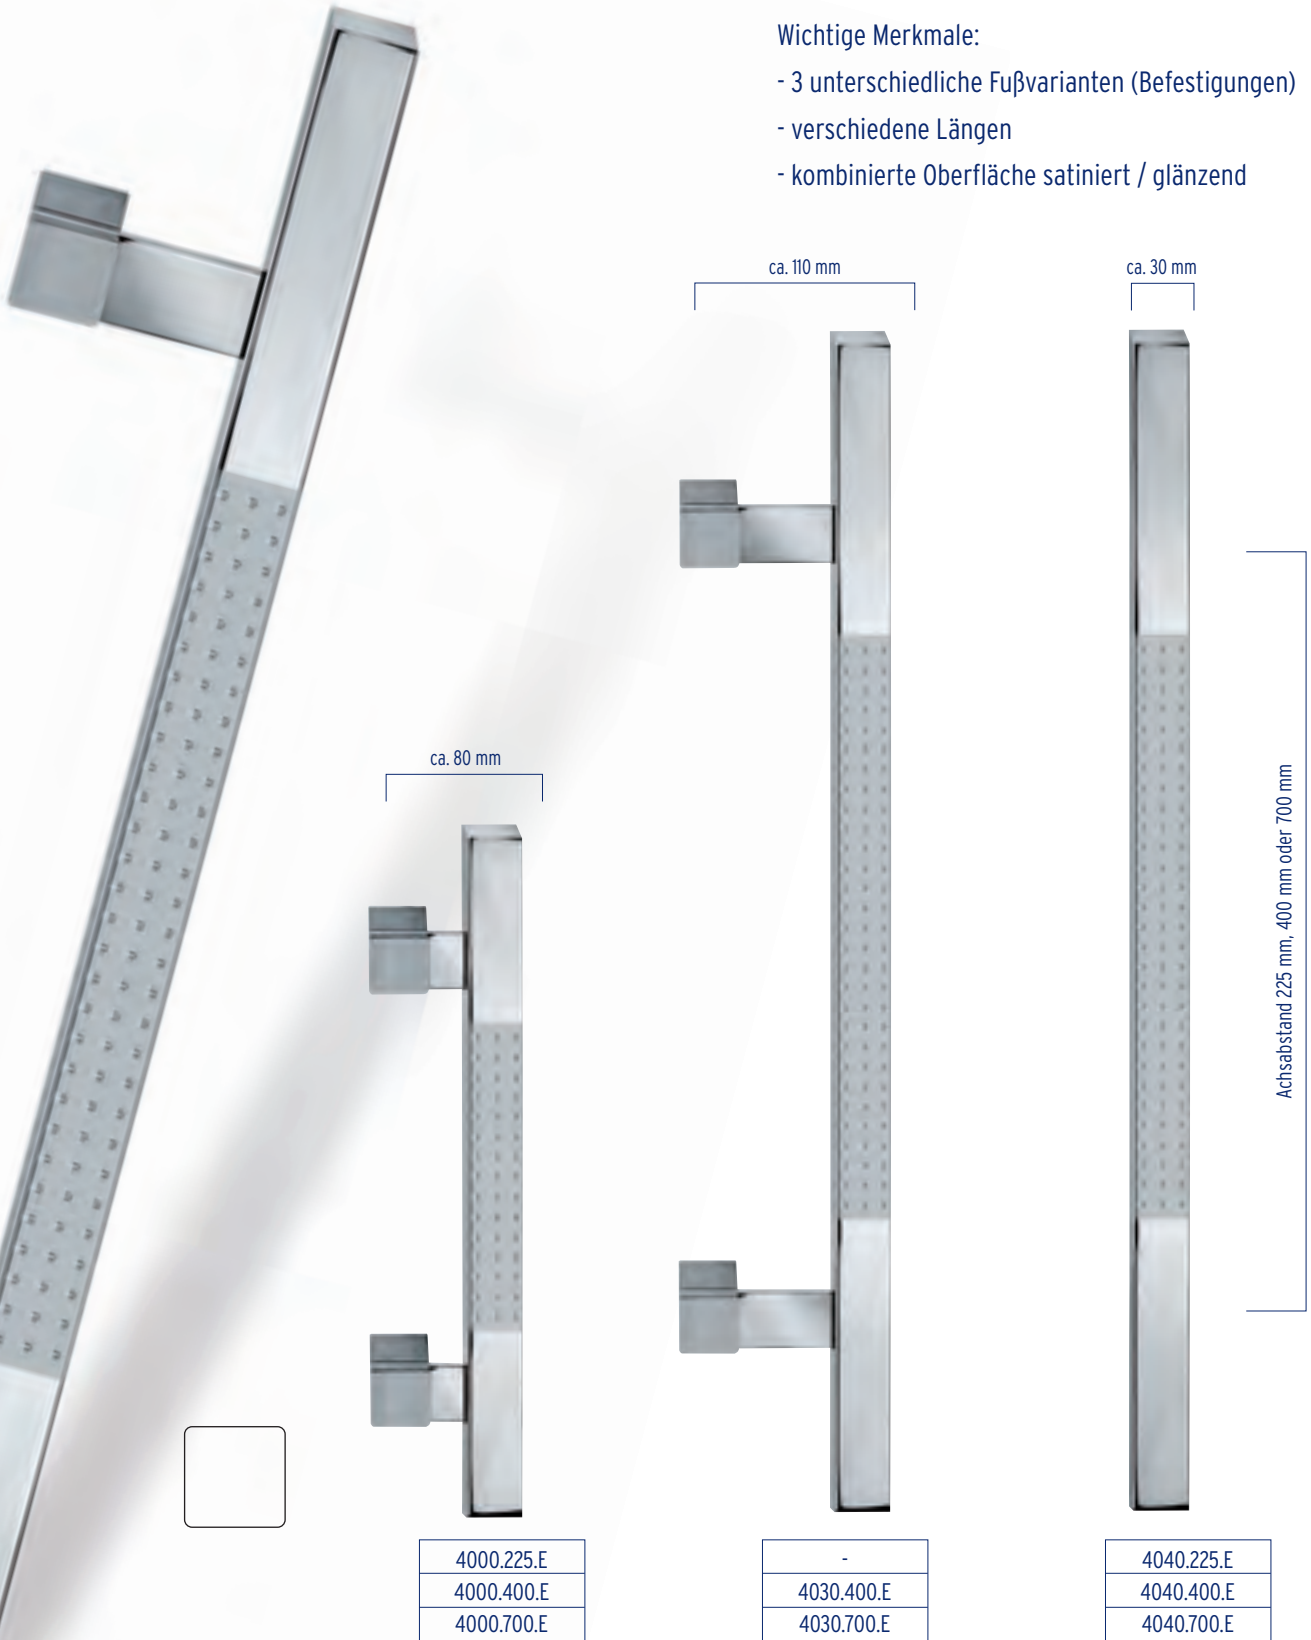 Wichtige Merkmale:
- 3 unterschiedliche Fußvarianten (Befestigungen)
- verschiedene Längen
- kombinierte Oberfläche satiniert / glänzend
ca. 110 mm
ca. 30 mm
ca. 80 mm
Achsabstand 225 mm, 400 mm oder 700 mm
4000.225.E
4000.400.E
4000.700.E
-
4030.400.E
4030.700.E
4040.225.E
4040.400.E
4040.700.E